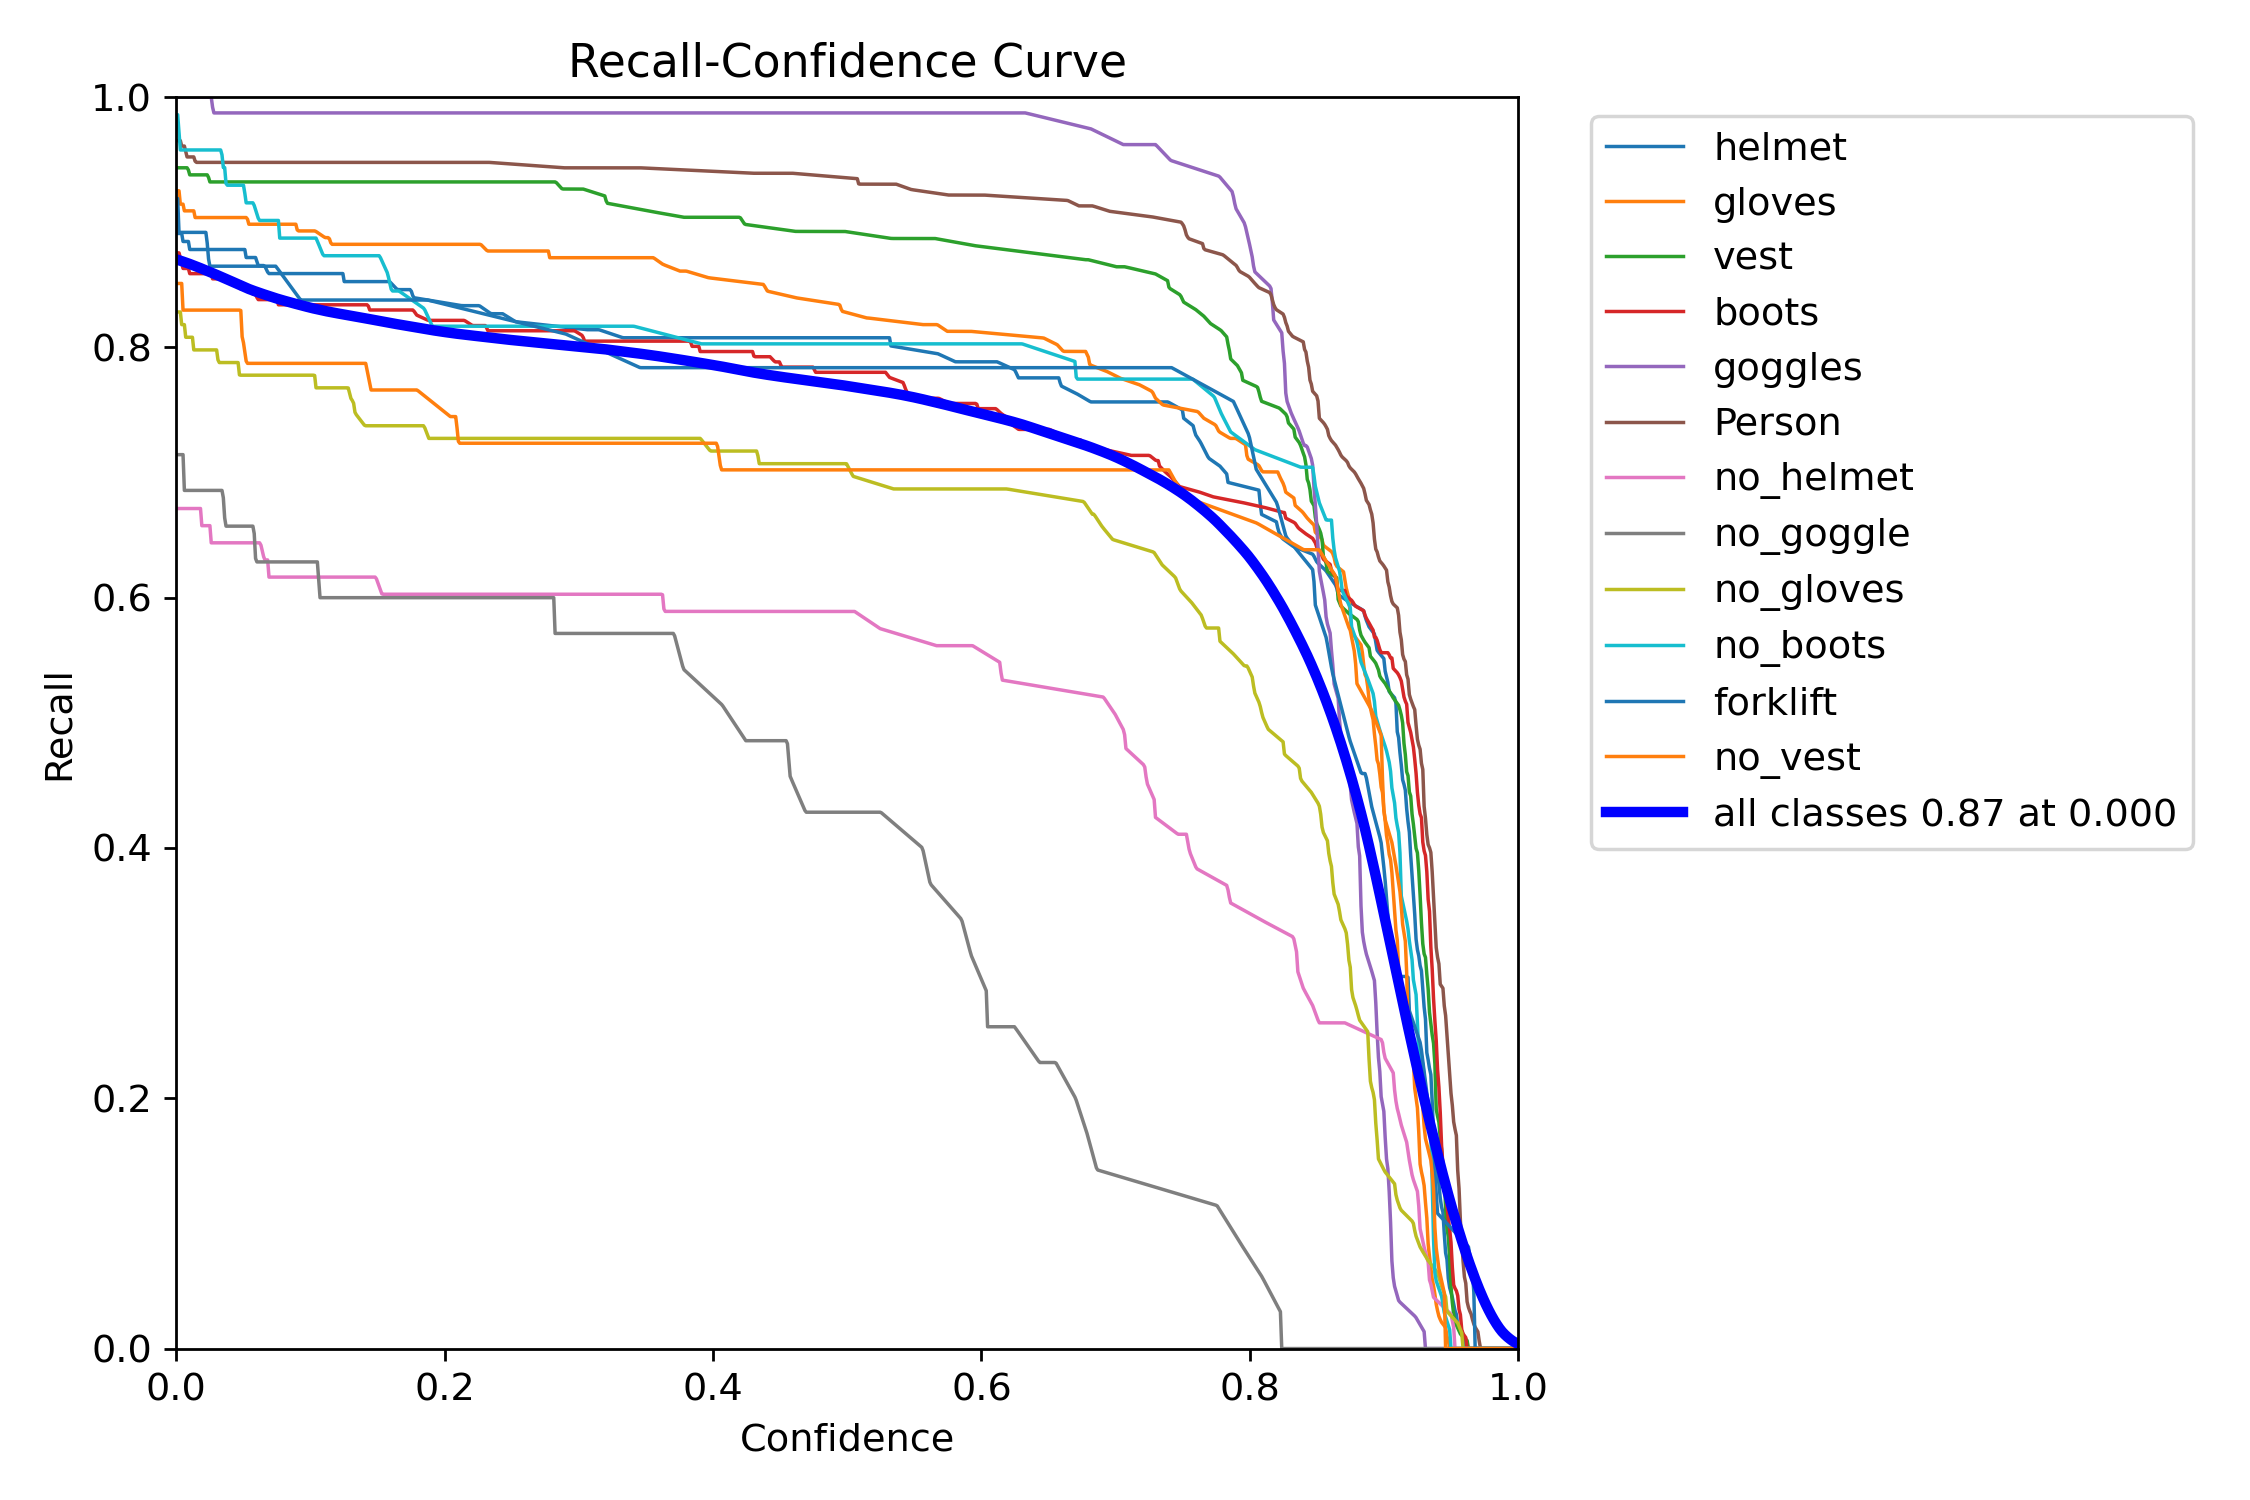 Recall-Confidence Curve
1.0
0.8
0.6
0.4
0.2
0.0
Recall
0.0 0.2 0.4 0.6 0.8 1.0
Confidence
helmet
gloves
vest
boots
goggles
Person
no_helmet
no_goggle
no_gloves
no_boots
forklift
no_vest
all classes 0.87 at 0.000